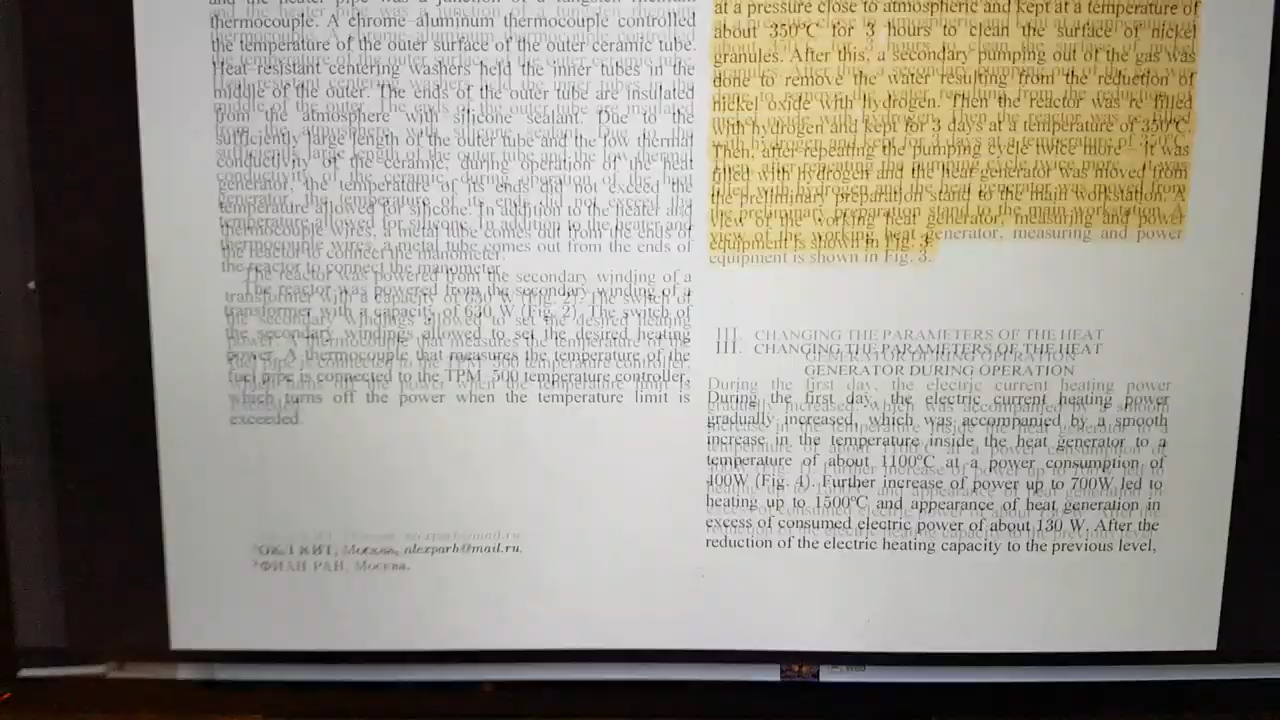 thermocouple. A chrome-aluminum thermocouple controlled
the temperature of the outer surface of the outer ceramic tube.
Heat-resistant centering washers held the inner tubes in the
middle of the outer. The ends of the outer tube are insulated
from the atmosphere with silicone sealant. Due to the
sufficiently large length of the outer tube and the low thermal
conductivity of the ceramic, during operation of the heat
generator, the temperature of its ends did not exceed the
temperature allowed for silicone. In addition to the heater and
thermocouple wires, a metal tube comes out from the ends of
the reactor to connect the manometer.
The reactor was powered from the secondary winding of a
transformer with a capacity of 630 W (Fig. 2). The switch of
the secondary windings allowed to set the desired heating
power. A thermocouple that measures the temperature of the
fuel pipe is connected to the TPM 500 temperature controller,
which turns off the power when the temperature limit is
exceeded.
Москва, alexparh@mail.ru.
²ФИАН РАН, Москва.
at a pressure close to atmospheric and kept at a temperature of
about 350°C for 3 hours to clean the surface of nickel
granules. After this, a secondary pumping out of the gas was
done to remove the water resulting from the reduction of
nickel oxide with hydrogen. Then the reactor was re-filled
with hydrogen and kept for 3 days at a temperature of 350°C.
Then, after repeating the pumping cycle twice more - it was
filled with hydrogen and the heat generator was moved from
the preliminary preparation stand to the main workstation. A
view of the working heat generator, measuring and power
equipment is shown in Fig. 3.
III. CHANGING THE PARAMETERS OF THE HEAT
GENERATOR DURING OPERATION
During the first day, the electric current heating power
gradually increased, which was accompanied by a smooth
increase in the temperature inside the heat generator to a
temperature of about 1100°C at a power consumption of
400W (Fig. 4). Further increase of power up to 700W led to
heating up to 1500°C and appearance of heat generation in
excess of consumed electric power of about 130 W. After the
reduction of the electric heating capacity to the previous level,